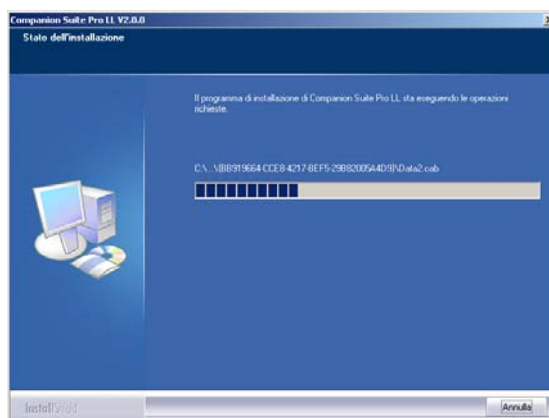 Companion Suite Pro LL V2.0.0
Stato dell'installazione
Il programma di installazione di Companion Suite Pro LL sta eseguendo le operazioni
richieste.
C:\...\{BB919664-CCE8-4217-BEF5-29B82005A4D9}\Data2.cab
InstallShield
Annulla